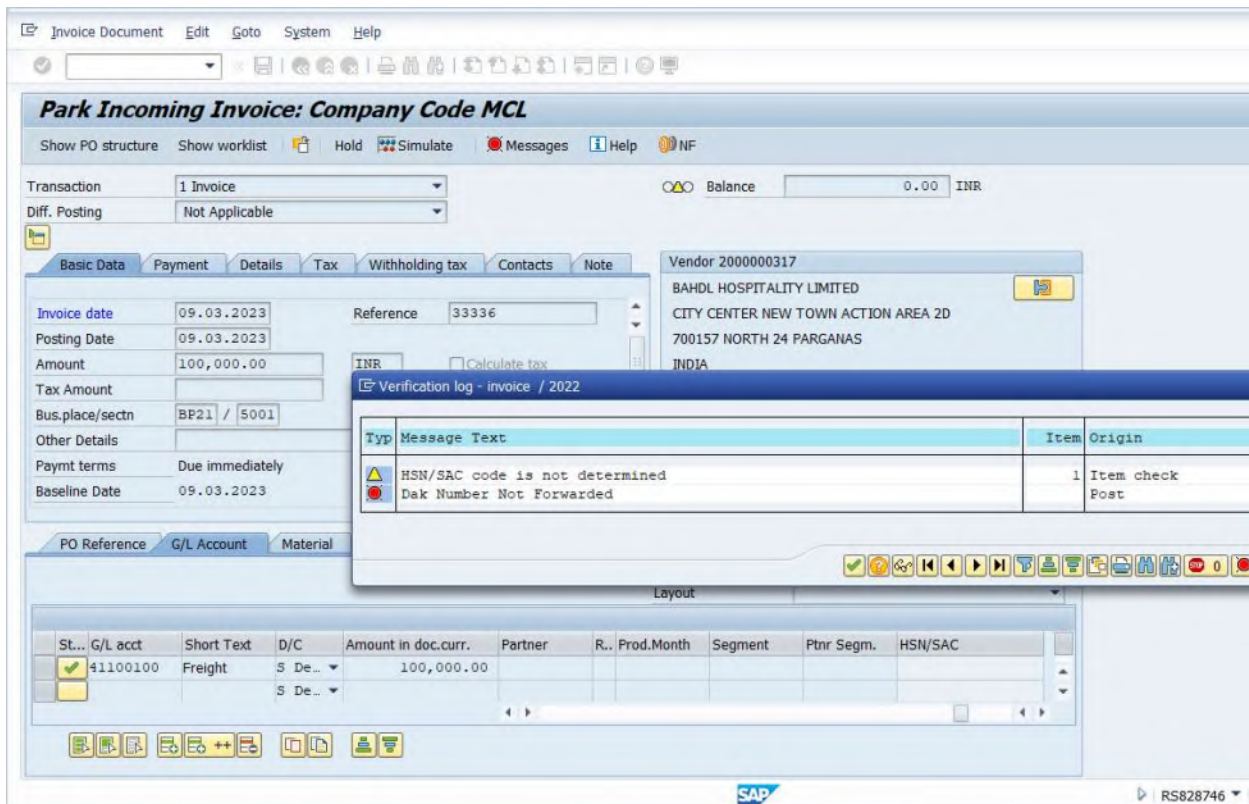 Invoice Document Edit Goto System Help
Park Incoming Invoice: Company Code MCL
Show PO structure Show worklist Hold Simulate Messages Help NF
Transaction 1 Invoice Balance 0.00 INR
Diff. Posting Not Applicable
Basic Data Payment Details Tax Withholding tax Contacts Note Vendor 2000000317
BAHDL HOSPITALITY LIMITED
Invoice date 09.03.2023 Reference 33336 CITY CENTER NEW TOWN ACTION AREA 2D
Posting Date 09.03.2023 700157 NORTH 24 PARGANAS
Amount 100,000.00 INR Calculate tax INDIA
Tax Amount Verification log - invoice / 2022
Bus.place/sectn BP21 / 5001
Other Details Typ Message Text Item Origin
Paymt terms Due immediately HSN/SAC code is not determined 1 Item check
Baseline Date 09.03.2023 Dak Number Not Forwarded Post
PO Reference G/L Account Material
STOP 0
Layout
St... G/L acct Short Text D/C Amount in doc.curr. Partner R.. Prod.Month Segment Ptnr Segm. HSN/SAC
41100100 Freight S De... 100,000.00
S De...
SAP RS828746